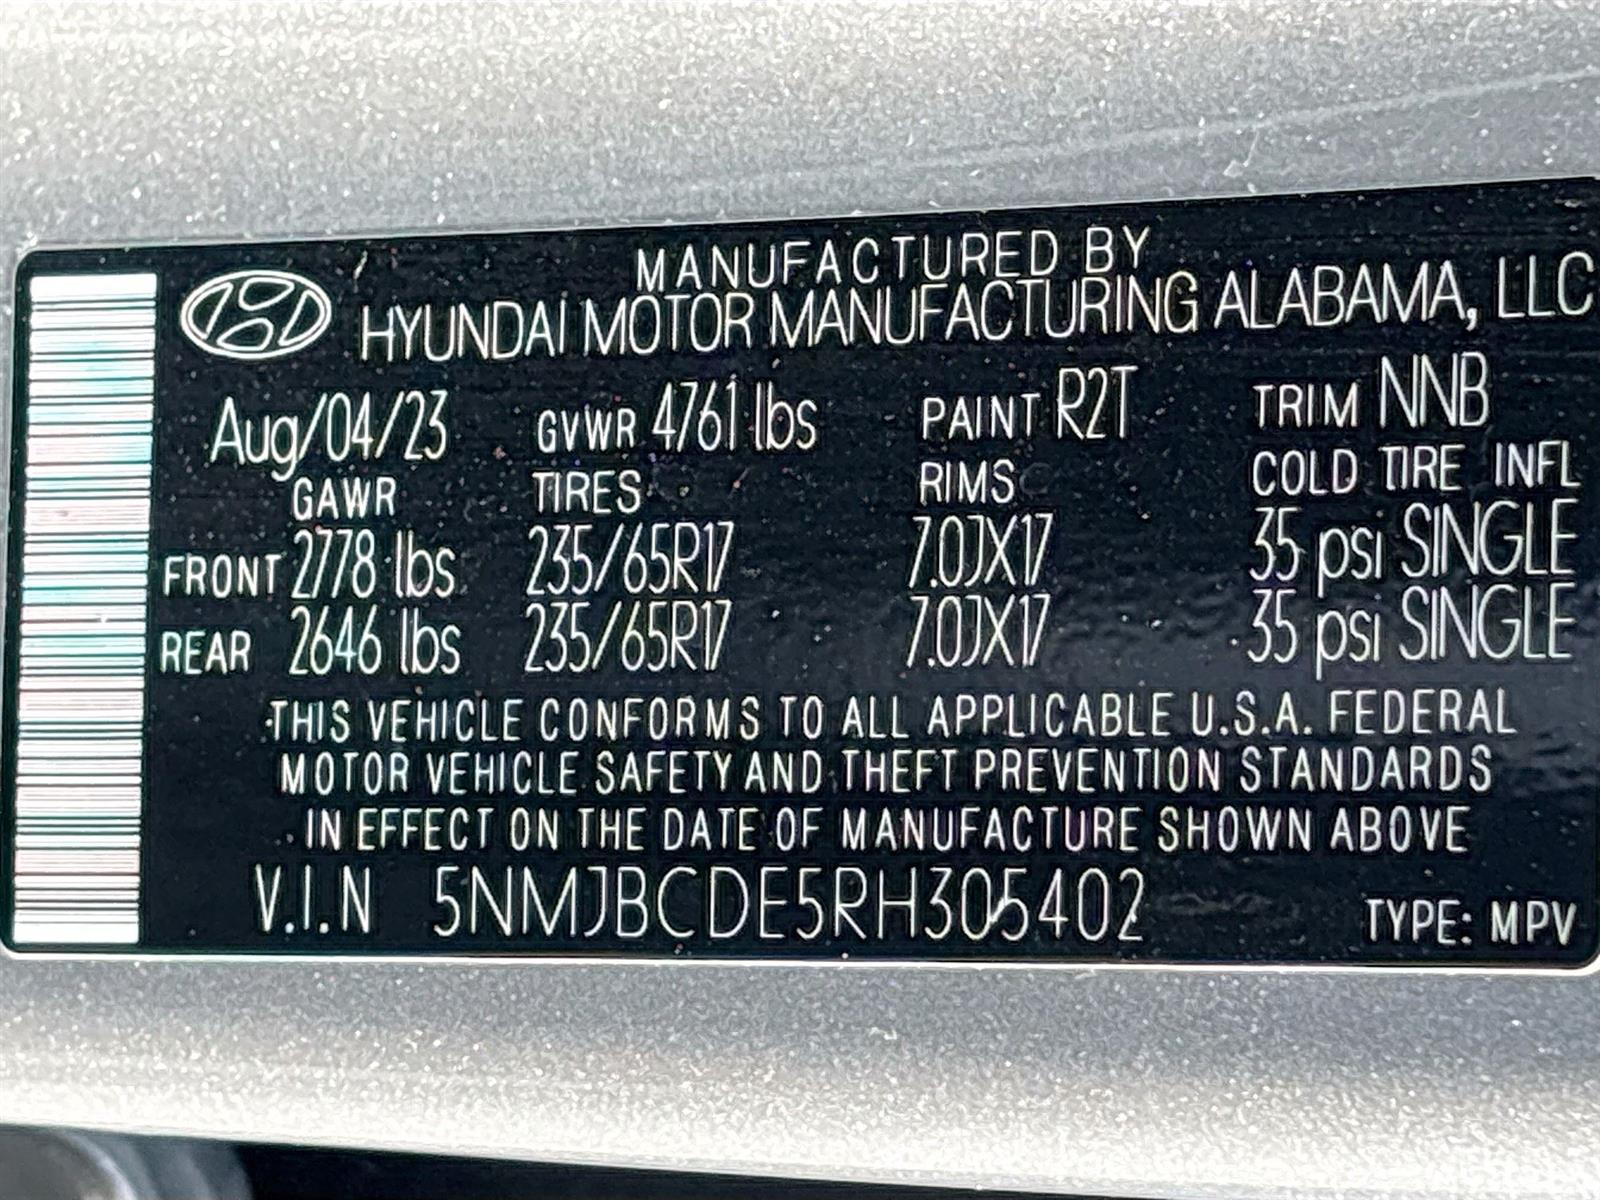 MANUFACTURED BY
HYUNDAI MOTOR MANUFACTURING ALABAMA, LLC
Aug/04/23 GVWR 4761 lbs PAINT R2T TRIM NNB
GAWR TIRES RIMS COLD TIRE INFL
FRONT 2778 lbs 235/65R17 7.0JX17 35 psi SINGLE
REAR 2646 lbs 235/65R17 7.0JX17 35 psi SINGLE
THIS VEHICLE CONFORMS TO ALL APPLICABLE U.S.A. FEDERAL
MOTOR VEHICLE SAFETY AND THEFT PREVENTION STANDARDS
IN EFFECT ON THE DATE OF MANUFACTURE SHOWN ABOVE
V.I.N 5NMJBCDE5RH305402 TYPE: MPV